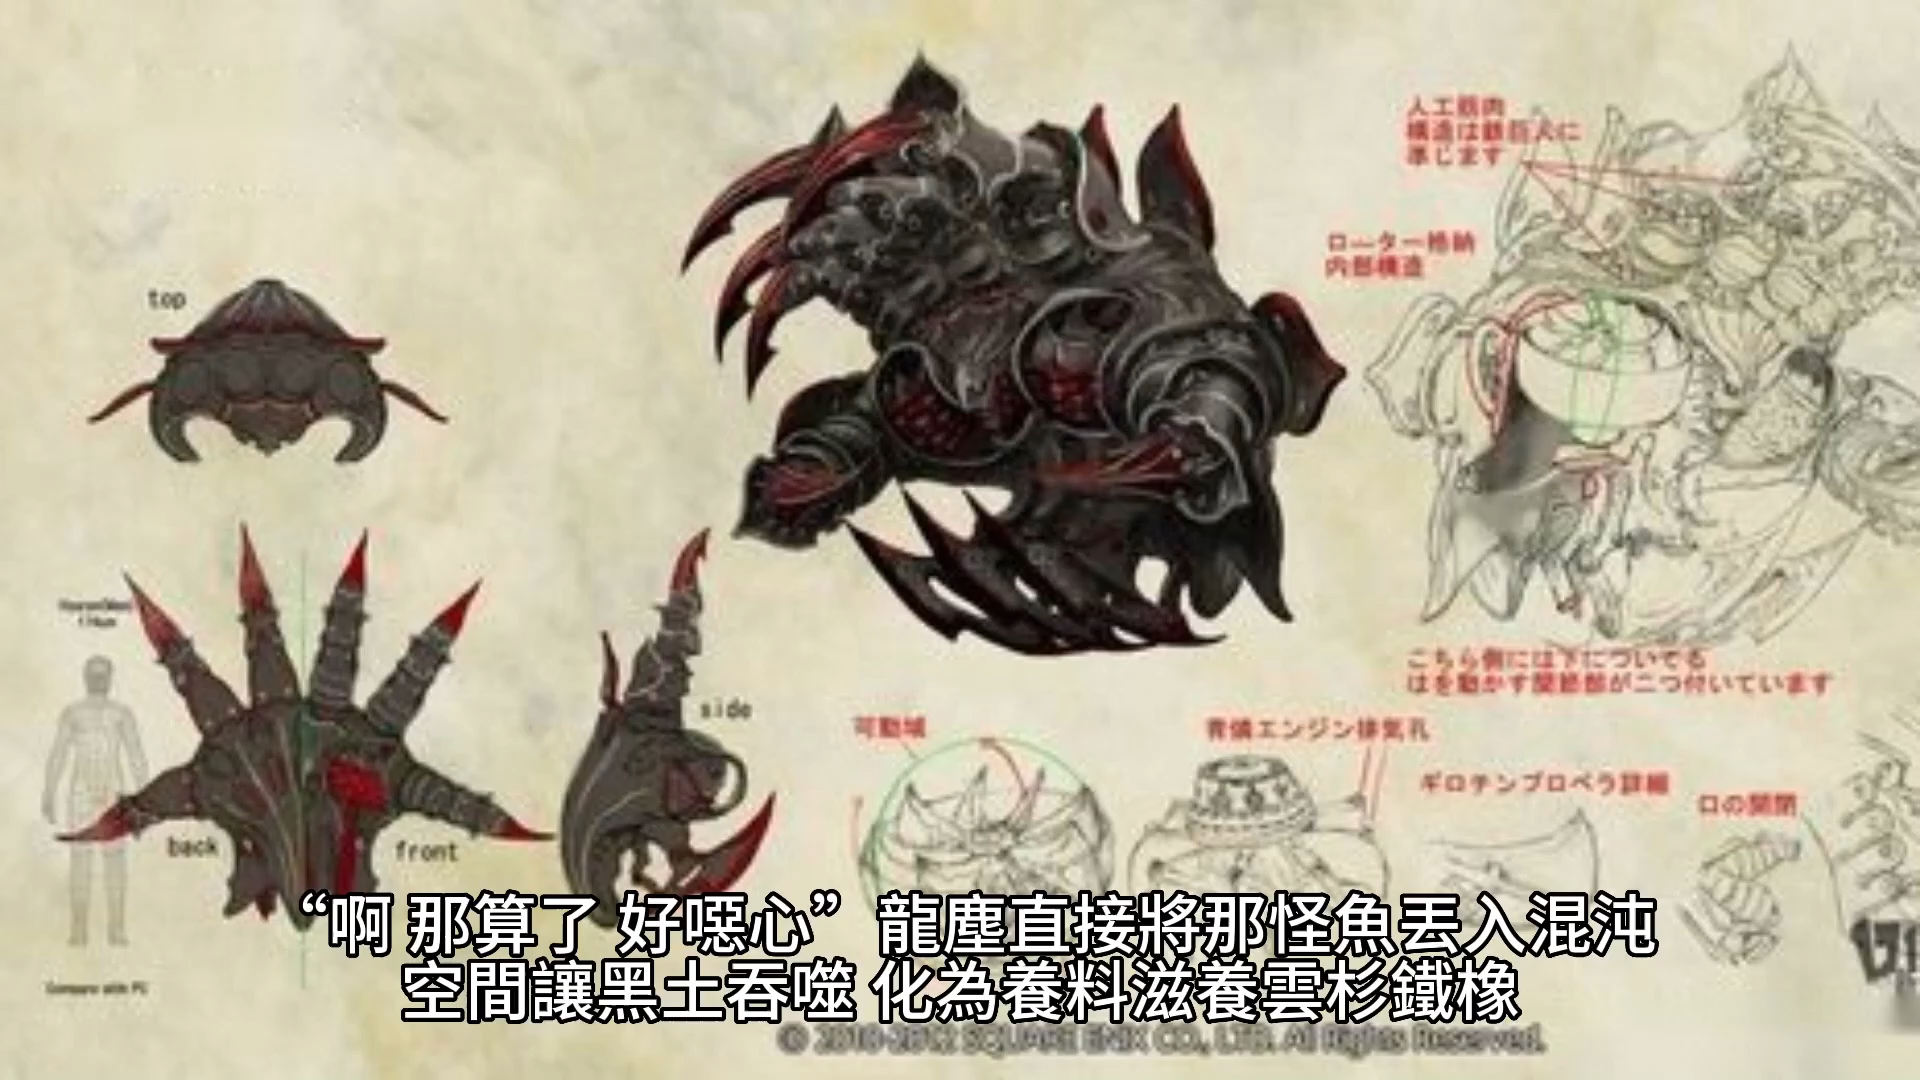 人工筋肉
構造は鉄巨人に
準じます
ローター格納
内部構造
top
side
back
front
こちら側には下についてる
はを動かす関節部が二つ付いています
可動域
青燐エンジン排気孔
ギロチンプロペラ詳細
口の開閉
Compare with PC
“啊 那算了 好噁心”龍塵直接將那怪魚丟入混沌
空間讓黑土吞噬 化為養料滋養雲杉鐵橡
© 2010-2012 SQUARE ENIX CO., LTD. All Rights Reserved.